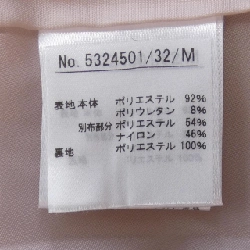 No. 5324501/32/M
表地 本体 ポリエステル 92%
ポリウレタン 8%
別布部分 ポリエステル 54%
ナイロン 46%
裏地 ポリエステル 100%